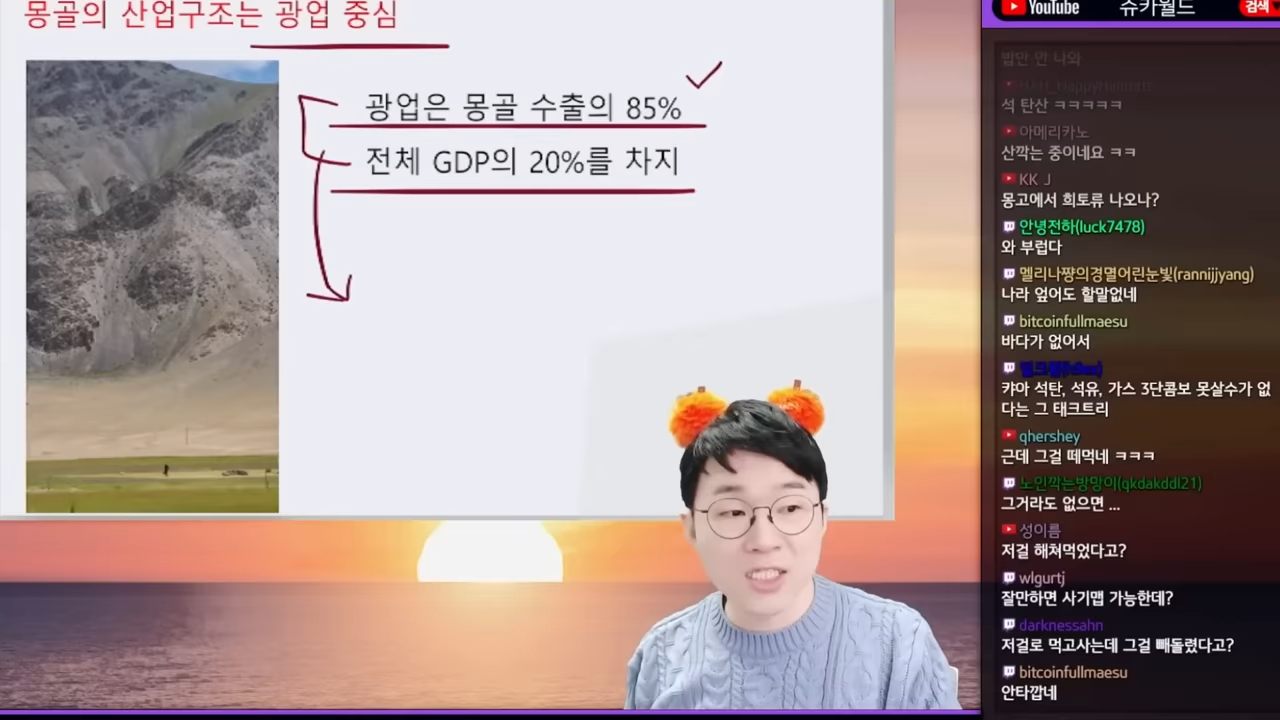 몽골의 산업구조는 광업 중심
광업은 몽골 수출의 85%
전체 GDP의 20%를 차지
YouTube 슈카월드 검색
밥만 안 나와
석 탄산 ㅋㅋㅋㅋㅋ
아메리카노
산깍는 중이네요 ㅋㅋ
KK J
몽고에서 희토류 나오나?
안녕전하(luck7478)
와 부럽다
멜리나쨩의경멸어린눈빛(rannijjyang)
나라 엎어도 할말없네
bitcoinfullmaesu
바다가 없어서
캬아 석탄, 석유, 가스 3단콤보 못살수가 없
다는 그 태크트리
qhershey
근데 그걸 떼먹네 ㅋㅋㅋ
노인깍는방망이(qkdakddl21)
그거라도 없으면 ...
성이름
저걸 해쳐먹었다고?
wlgurtj
잘만하면 사기맵 가능한데?
darknessahn
저걸로 먹고사는데 그걸 빼돌렸다고?
bitcoinfullmaesu
안타깝네